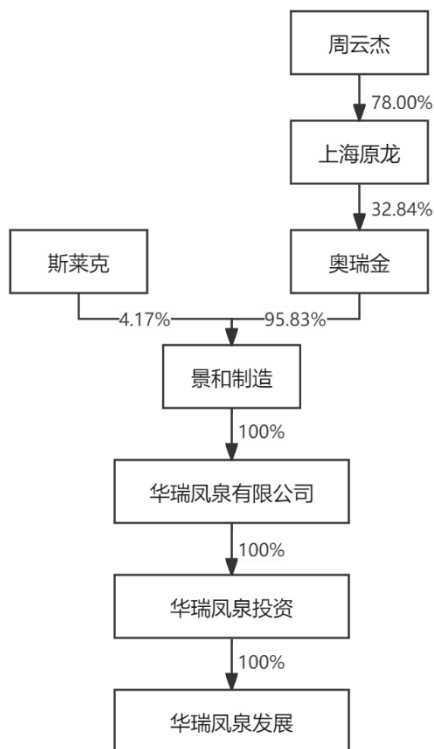 周云杰
78.00%
上海原龙
32.84%
斯莱克
奥瑞金
4.17%
95.83%
景和制造
100%
华瑞凤泉有限公司
100%
华瑞凤泉投资
100%
华瑞凤泉发展